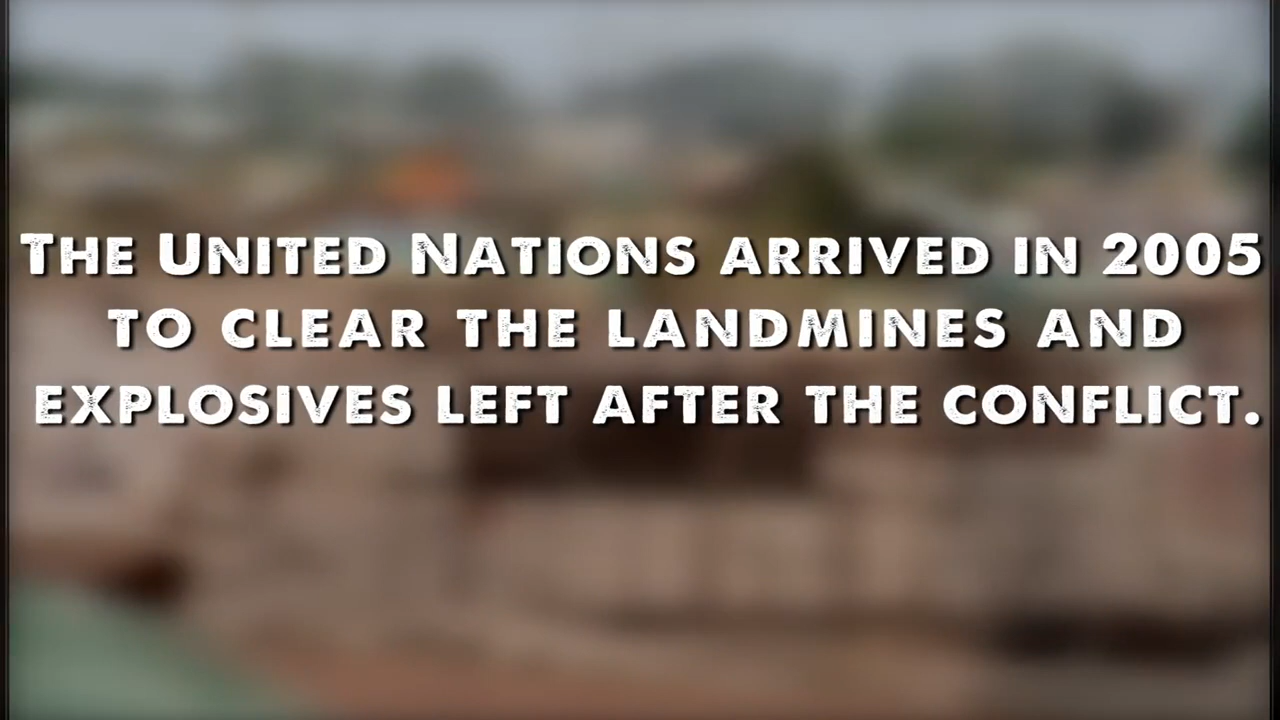 The United Nations arrived in 2005
to clear the landmines and
explosives left after the conflict.